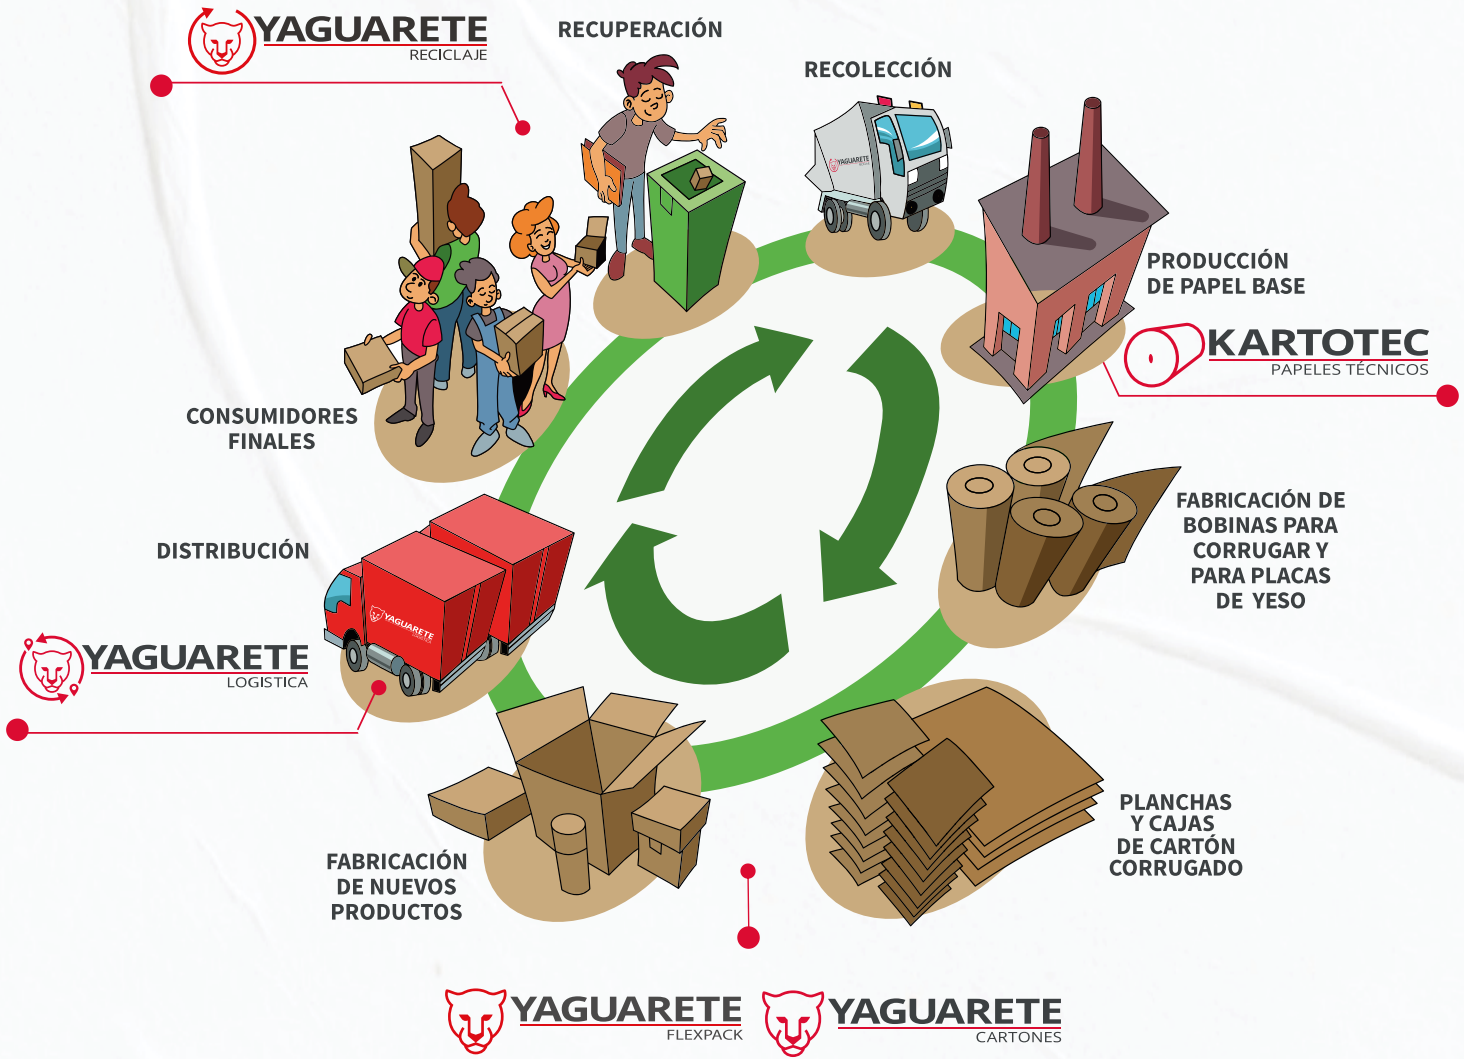 YAGUARETE
RECICLAJE
RECUPERACIÓN
RECOLECCIÓN
YAGUARETE
PRODUCCIÓN
DE PAPEL BASE
KARTOTEC
PAPELES TÉCNICOS
CONSUMIDORES
FINALES
FABRICACIÓN DE
BOBINAS PARA
CORRUGAR Y
PARA PLACAS
DE YESO
DISTRIBUCIÓN
YAGUARETE
YAGUARETE
LOGISTICA
PLANCHAS
Y CAJAS
DE CARTÓN
CORRUGADO
FABRICACIÓN
DE NUEVOS
PRODUCTOS
YAGUARETE
FLEXPACK
YAGUARETE
CARTONES